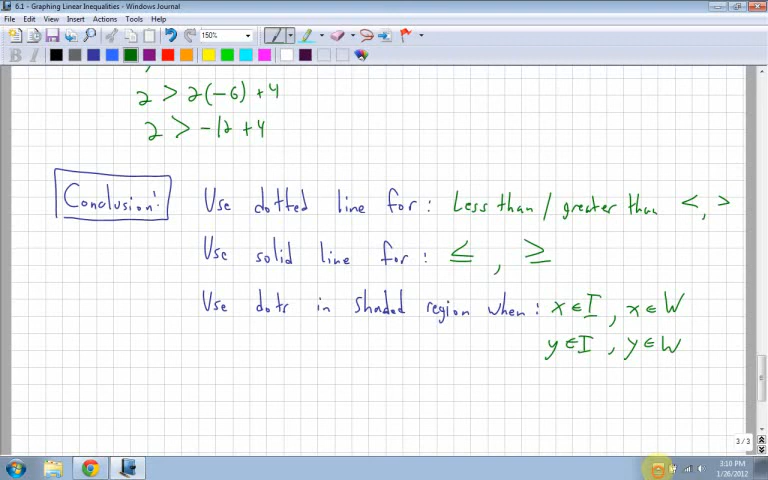 6.1 - Graphing Linear Inequalities - Windows Journal
File Edit View Insert Actions Tools Help
150%
B I
2 > 2(-6) + 4
2 > -12 + 4
Conclusion: Use dotted line for: Less than / greater than <, >
Use solid line for: ≤, ≥
Use dots in shaded region when: x ∈ I, x ∈ W
y ∈ I, y ∈ W
3 / 3
3:10 PM
1/26/2012